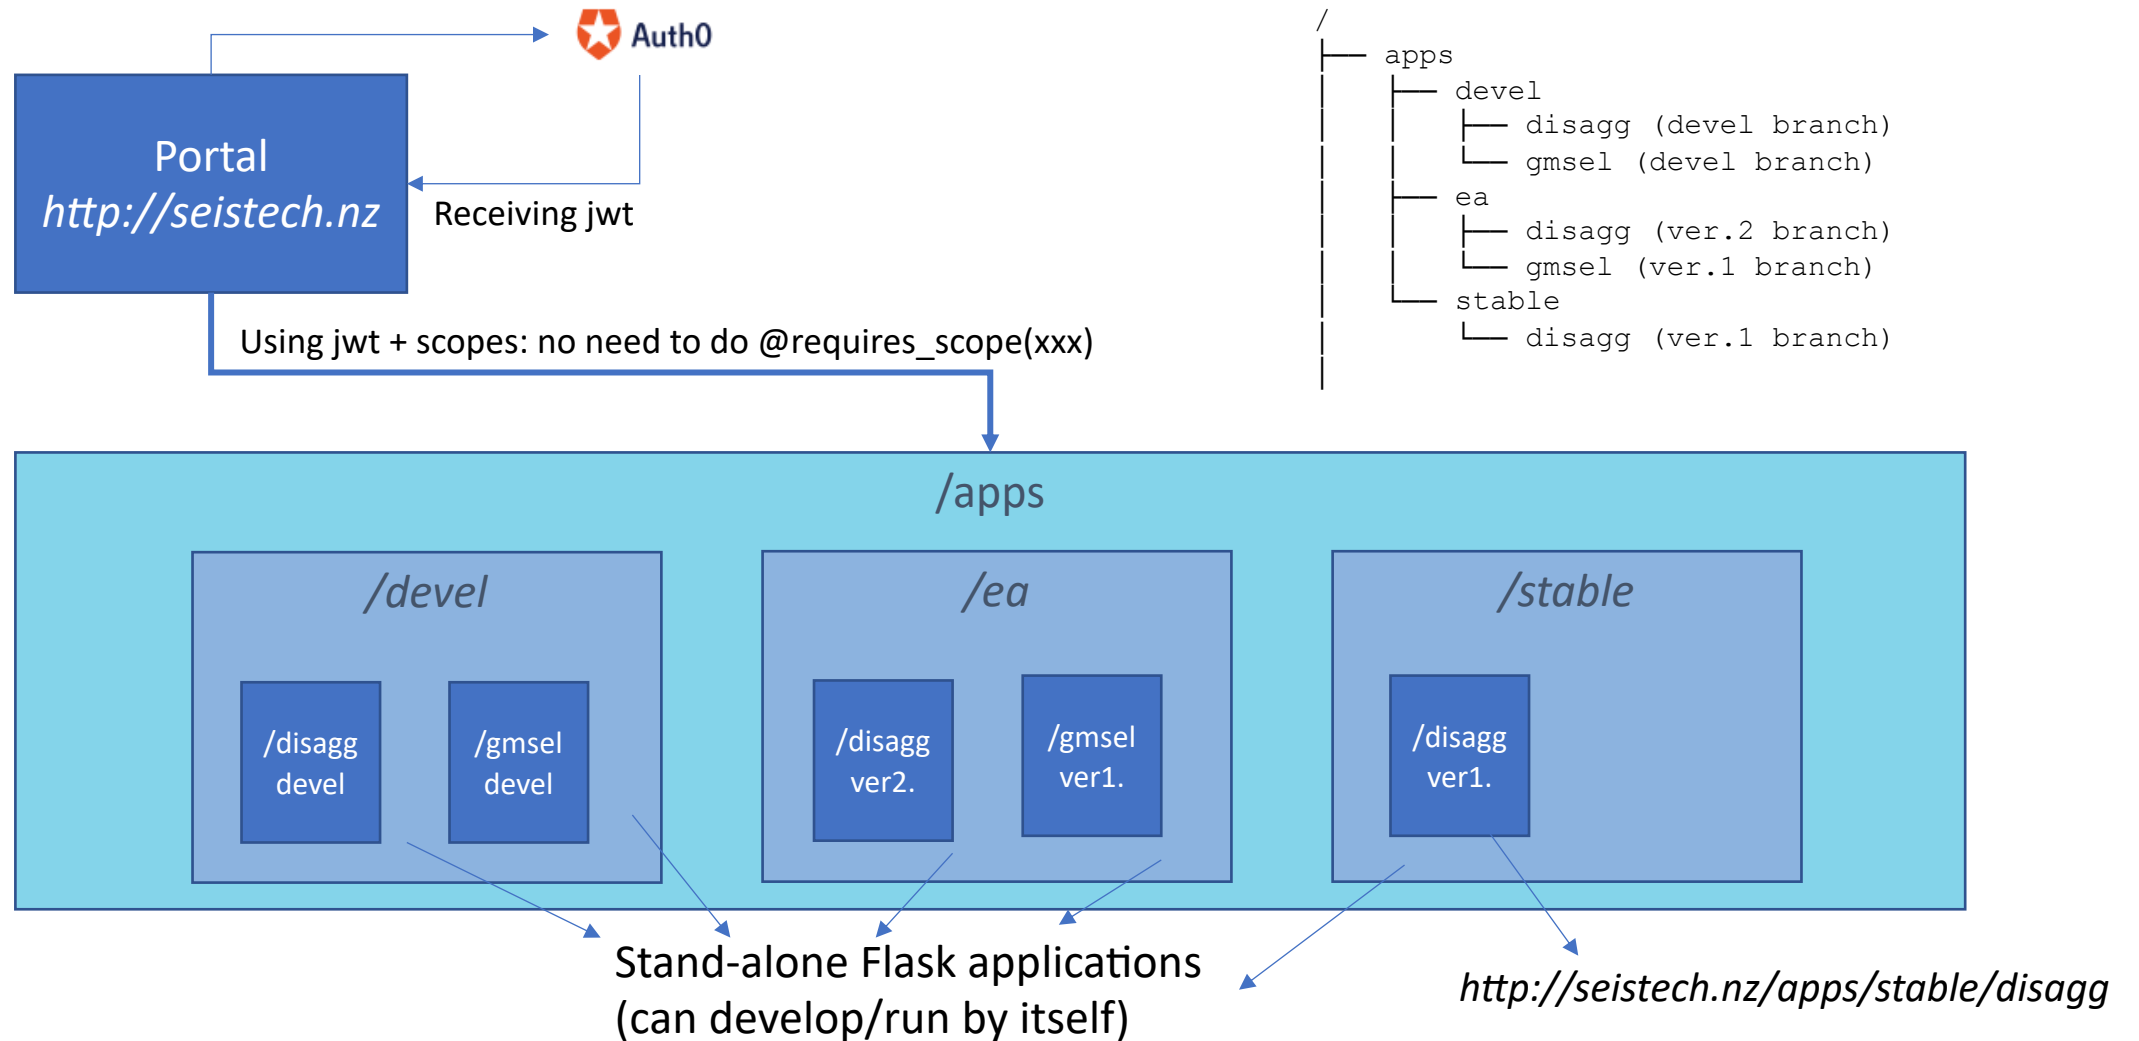 Auth0
Portal
http://seistech.nz
Receiving jwt
Using jwt + scopes: no need to do @requires_scope(xxx)
/
apps
devel
disagg (devel branch)
gmsel (devel branch)
ea
disagg (ver.2 branch)
gmsel (ver.1 branch)
stable
disagg (ver.1 branch)
/apps
/devel
/disagg
devel
/gmsel
devel
/ea
/disagg
ver2.
/gmsel
ver1.
/stable
/disagg
ver1.
Stand-alone Flask applications
(can develop/run by itself)
http://seistech.nz/apps/stable/disagg